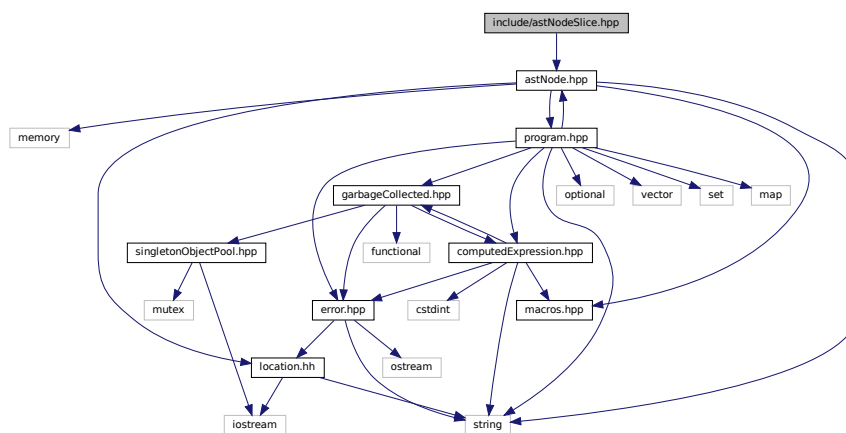 include/astNodeSlice.hpp
astNode.hpp
memory
program.hpp
garbageCollected.hpp
optional
vector
set
map
singletonObjectPool.hpp
functional
computedExpression.hpp
mutex
error.hpp
cstdint
macros.hpp
location.hh
ostream
iostream
string